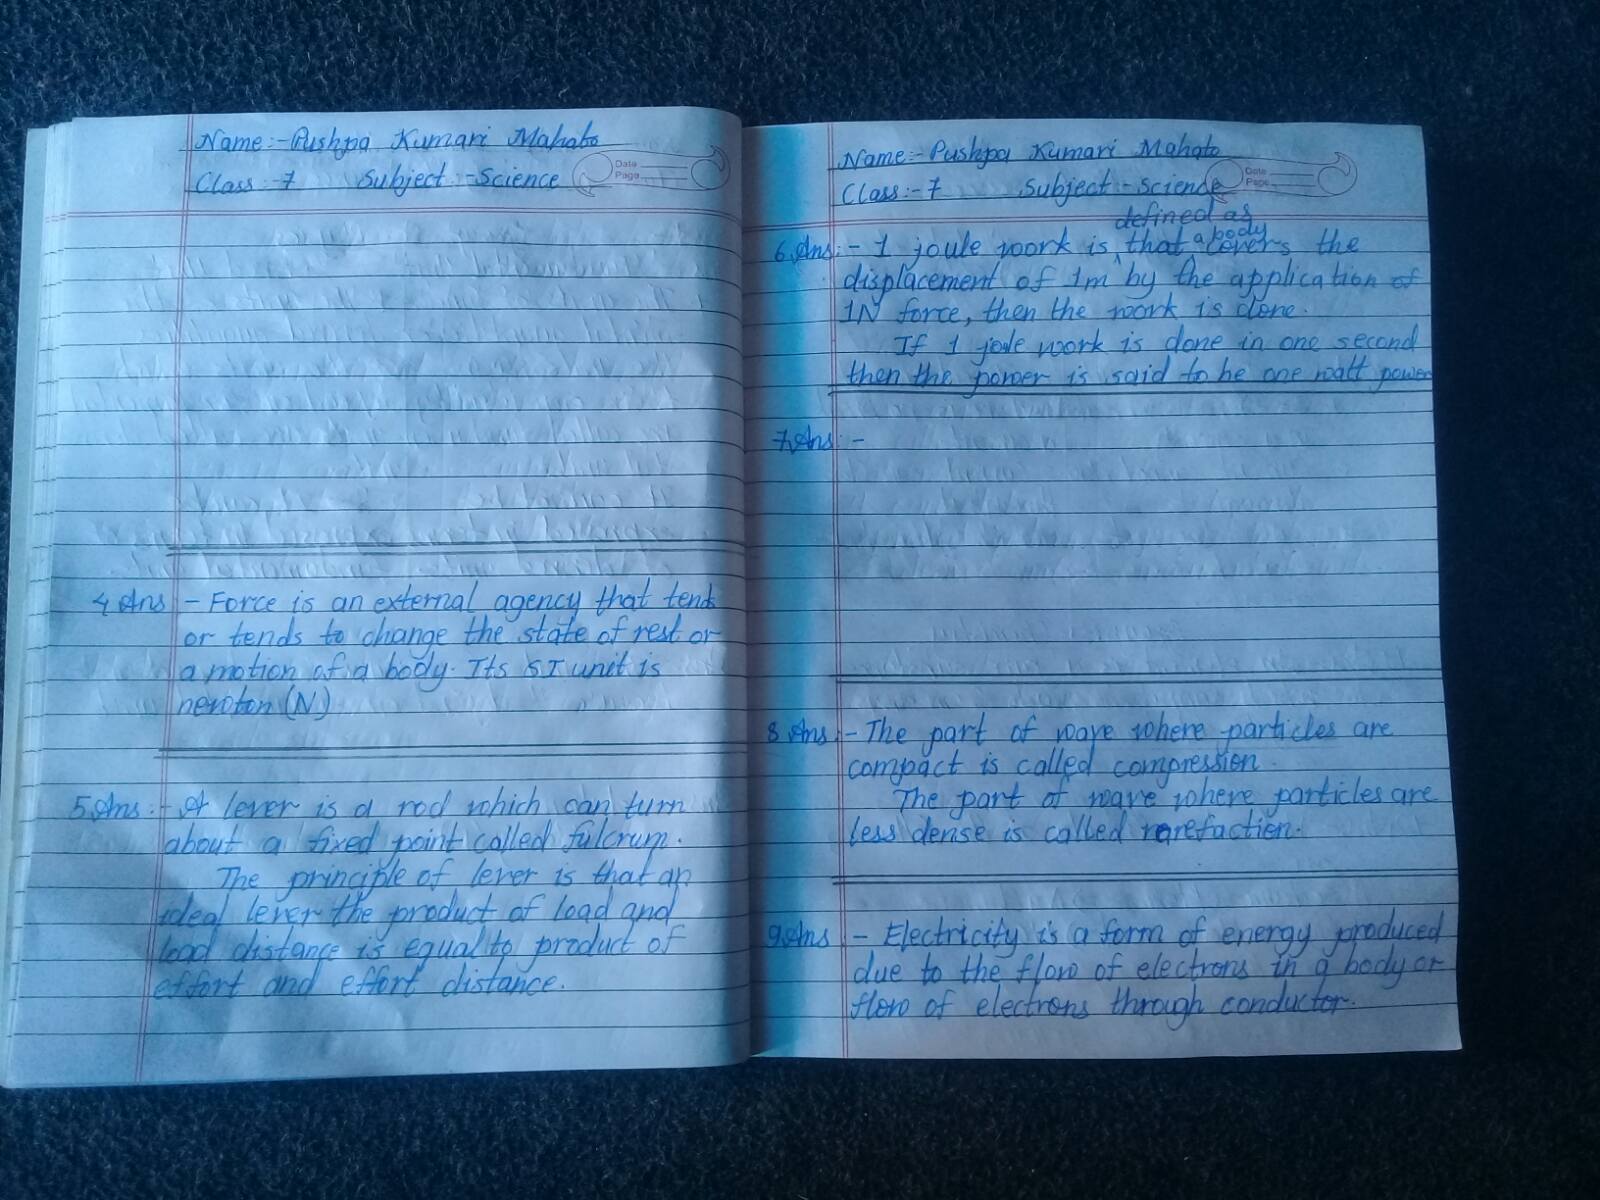 Name:- Pushpa Kumari Mahato
Date
Page
Class:-7 Subject:-Science
4 Ans :- Force is an external agency that tends
or tends to change the state of rest or
a motion of a body. Its SI unit is
newton (N)
5 Ans :- A lever is a rod which can turn
about a fixed point called fulcrum.
The principle of lever is that an
ideal lever the product of load and
load distance is equal to product of
effort and effort distance.
Name:- Pushpa Kumari Mahato
Date
Page
Class:-7 Subject-Science
defined as
6 Ans :- 1 joule work is that a body covers the
displacement of 1m by the application of
1N force, then the work is done.
If 1 joule work is done in one second
then the power is said to be one watt power
7 Ans :-
8 Ans :- The part of wave where particles are
compact is called compression.
The part of wave where particles are
less dense is called rarefaction.
9 Ans :- Electricity is a form of energy produced
due to the flow of electrons in a body or
flow of electrons through conductor.